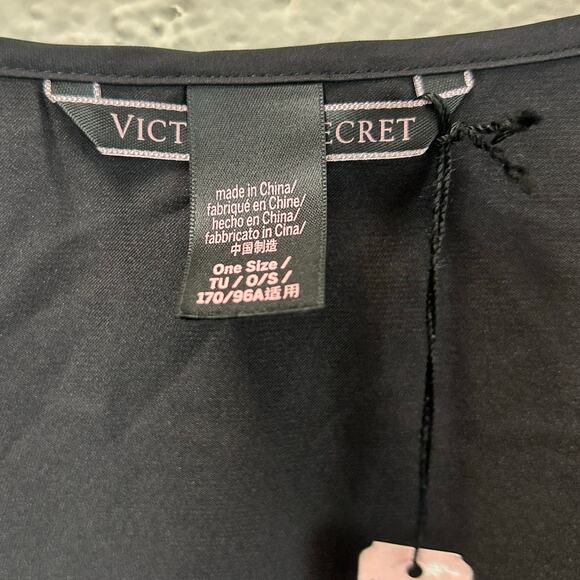 VICT ECRET
made in China/
fabriqué en Chine/
hecho en China/
fabbricato in Cina/
中国制造
One Size /
TU / O/S /
170/96A适用